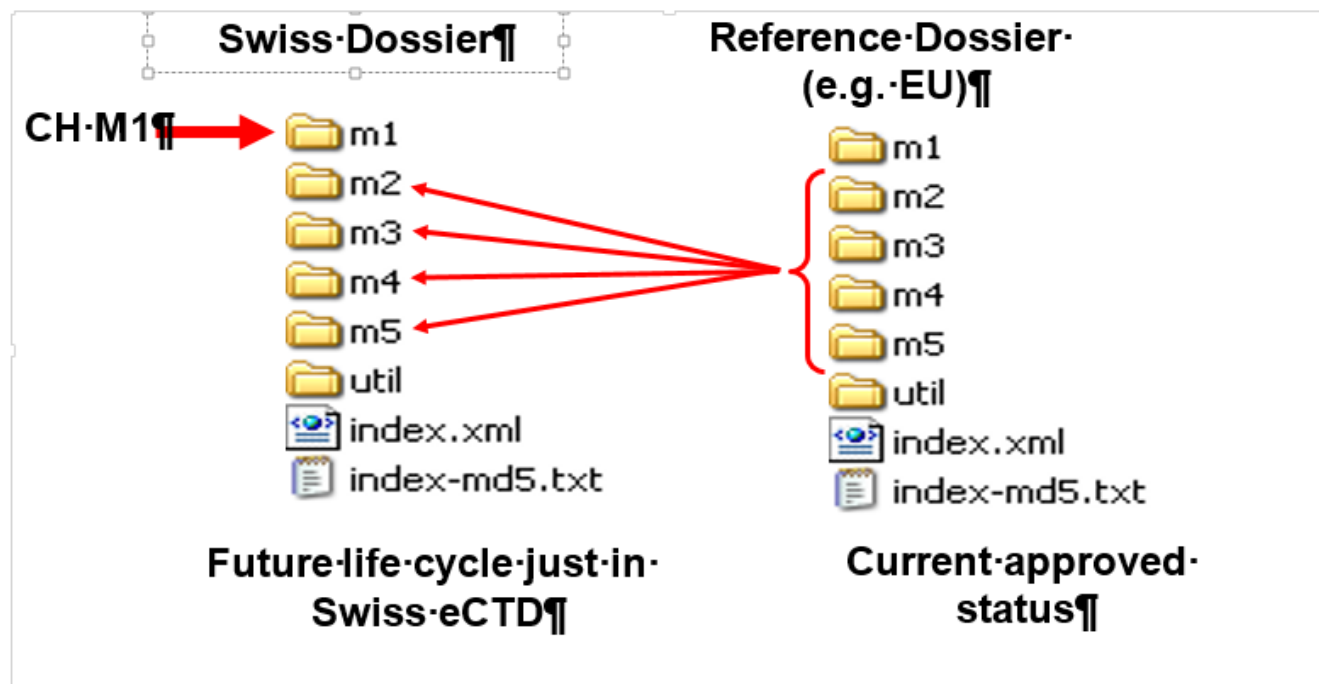 Swiss·Dossier¶
Reference·Dossier·
(e.g.·EU)¶
CH·M1¶
m1
m2
m3
m4
m5
util
index.xml
index-md5.txt
m1
m2
m3
m4
m5
util
index.xml
index-md5.txt
Future·life·cycle·just·in·
Swiss·eCTD¶
Current·approved·
status¶